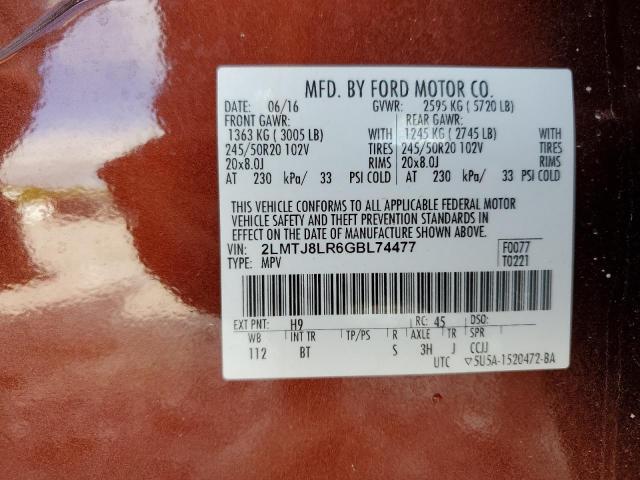 MFD. BY FORD MOTOR CO.
DATE: 06/16 GVWR: 2595 KG ( 5720 LB)
FRONT GAWR: REAR GAWR:
1363 KG ( 3005 LB) WITH 1245 KG ( 2745 LB) WITH
245/50R20 102V TIRES 245/50R20 102V TIRES
20x8.0J RIMS 20x8.0J RIMS
AT 230 kPa/ 33 PSI COLD AT 230 kPa/ 33 PSI COLD
THIS VEHICLE CONFORMS TO ALL APPLICABLE FEDERAL MOTOR
VEHICLE SAFETY AND THEFT PREVENTION STANDARDS IN
EFFECT ON THE DATE OF MANUFACTURE SHOWN ABOVE.
VIN: 2LMTJ8LR6GBL74477 F0077
TYPE: MPV T0221
EXT PNT: H9 RC: 45 DSO:
WB INT TR TP/PS R AXLE TR SPR
112 BT S 3H J CCJJ
UTC ▽5U5A-1520472-BA